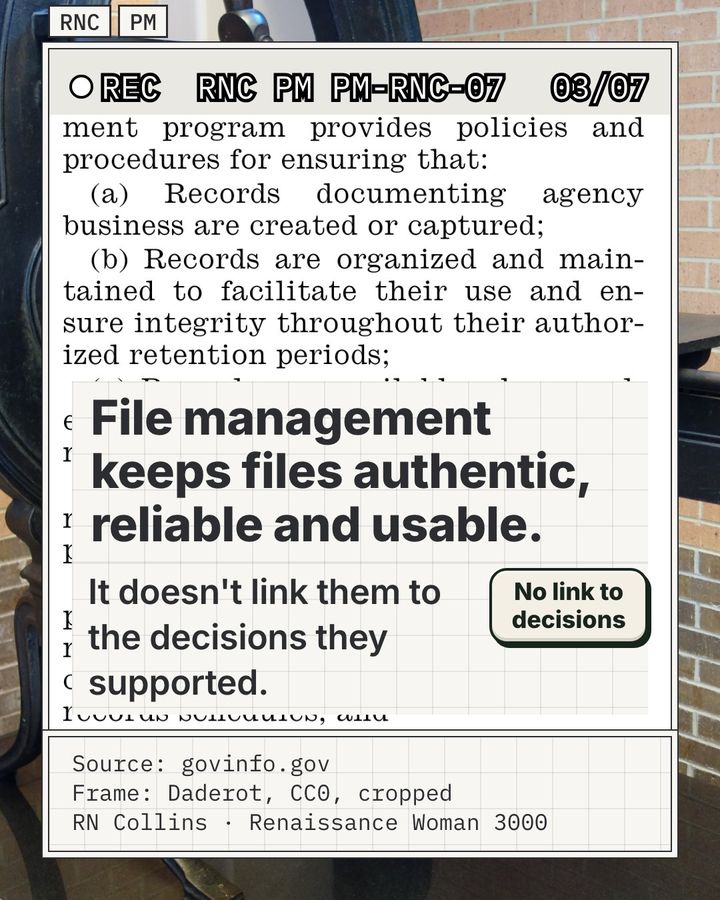 RNC PM
REC RNC PM PM-RNC-07 03/07
ment program provides policies and
procedures for ensuring that:
(a) Records documenting agency
business are created or captured;
(b) Records are organized and main-
tained to facilitate their use and en-
sure integrity throughout their author-
ized retention periods;
File management
keeps files authentic,
reliable and usable.
It doesn't link them to
the decisions they
supported.
No link to
decisions
records schedules, and
Source: govinfo.gov
Frame: Daderot, CC0, cropped
RN Collins · Renaissance Woman 3000